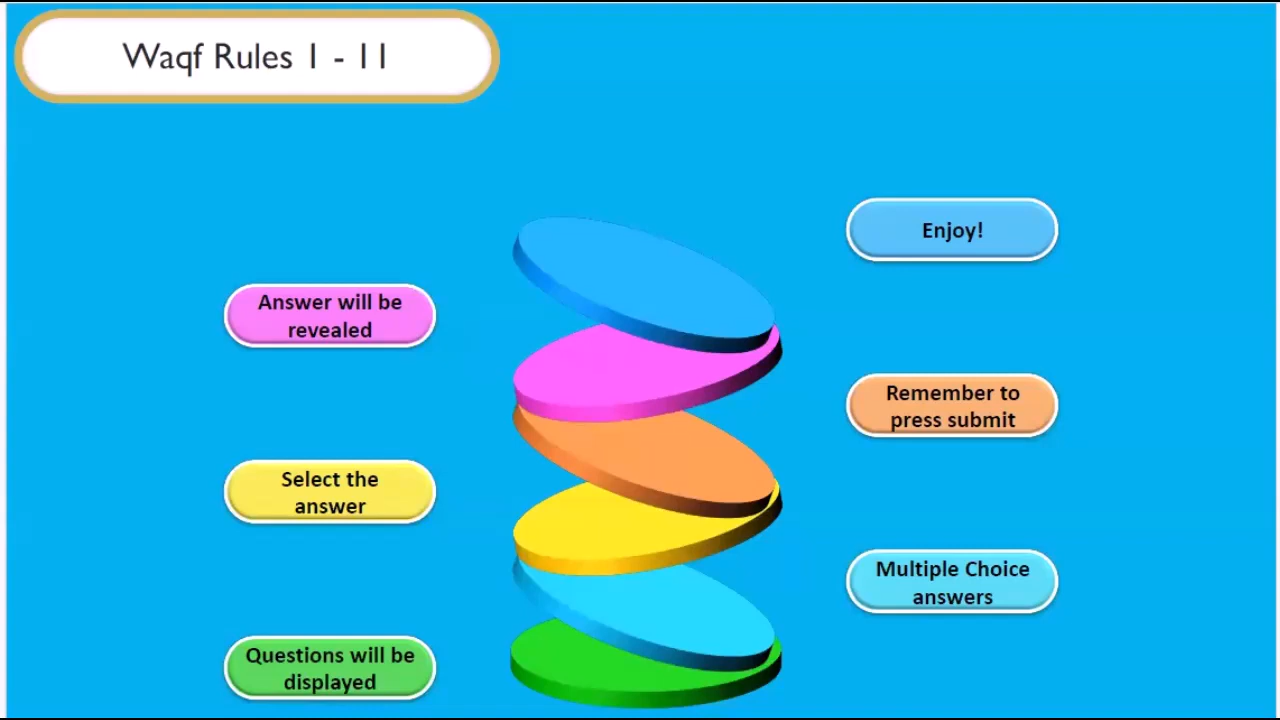 Waqf Rules 1 - 11
Enjoy!
Answer will be
revealed
Remember to
press submit
Select the
answer
Multiple Choice
answers
Questions will be
displayed